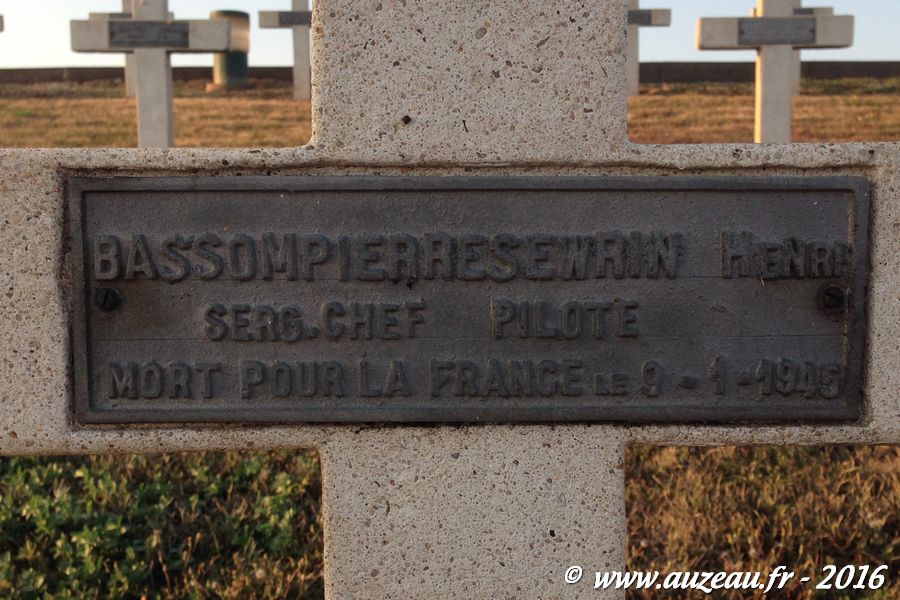 BASSOMPIERRESEWRIN HENRI
SERG.CHEF PILOTE
MORT POUR LA FRANCE LE 9-1-1945
© www.auzeau.fr - 2016